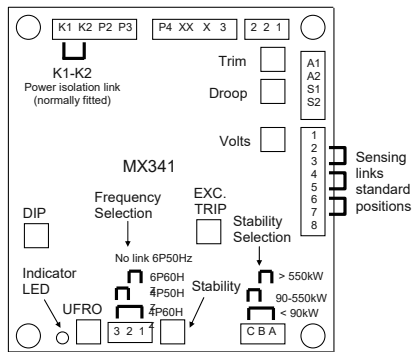 K1 K2 P2 P3
P4 XX X 3
2 2 1
K1-K2
Power isolation link
(normally fitted)
Trim
Droop
A1
A2
S1
S2
Volts
1
2
3
4
5
6
7
8
Sensing
links
standard
positions
MX341
Frequency
Selection
EXC.
TRIP
Stability
Selection
DIP
No link 6P50Hz
6P60H
Z
4P50H
Z
4P60H
Z
> 550kW
90-550kW
< 90kW
Indicator
LED
UFRO
Stability
3 2 1
C B A